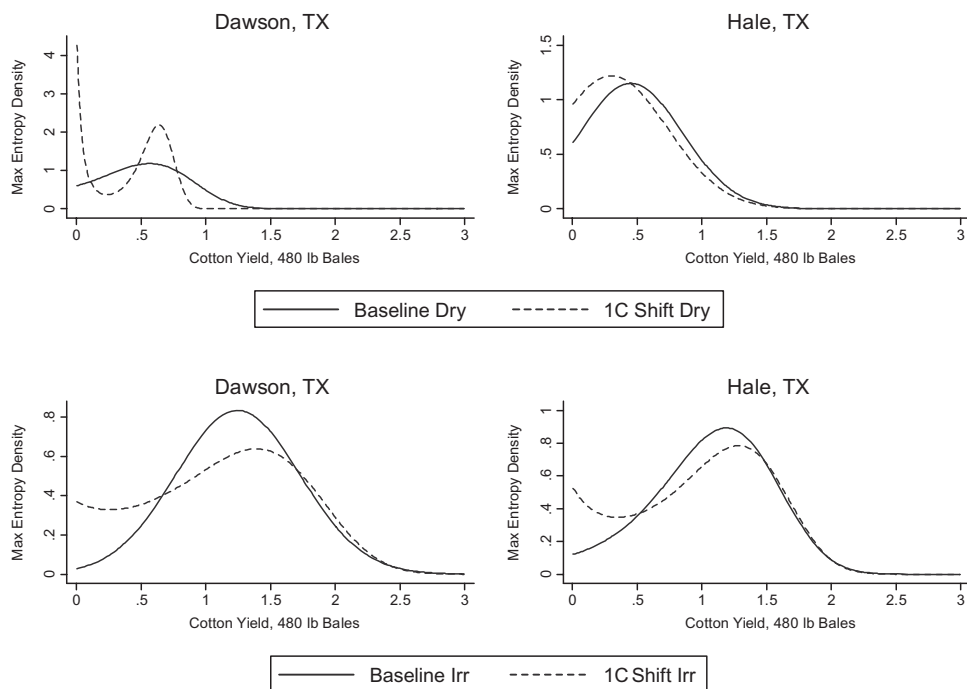 Dawson, TX
Max Entropy Density
4
3
2
1
0
0 .5 1 1.5 2 2.5 3
Cotton Yield, 480 lb Bales
Hale, TX
Max Entropy Density
1.5
1
.5
0
0 .5 1 1.5 2 2.5 3
Cotton Yield, 480 lb Bales
Baseline Dry 1C Shift Dry
Dawson, TX
Max Entropy Density
.8
.6
.4
.2
0
0 .5 1 1.5 2 2.5 3
Cotton Yield, 480 lb Bales
Hale, TX
Max Entropy Density
1
.8
.6
.4
.2
0
0 .5 1 1.5 2 2.5 3
Cotton Yield, 480 lb Bales
Baseline Irr 1C Shift Irr